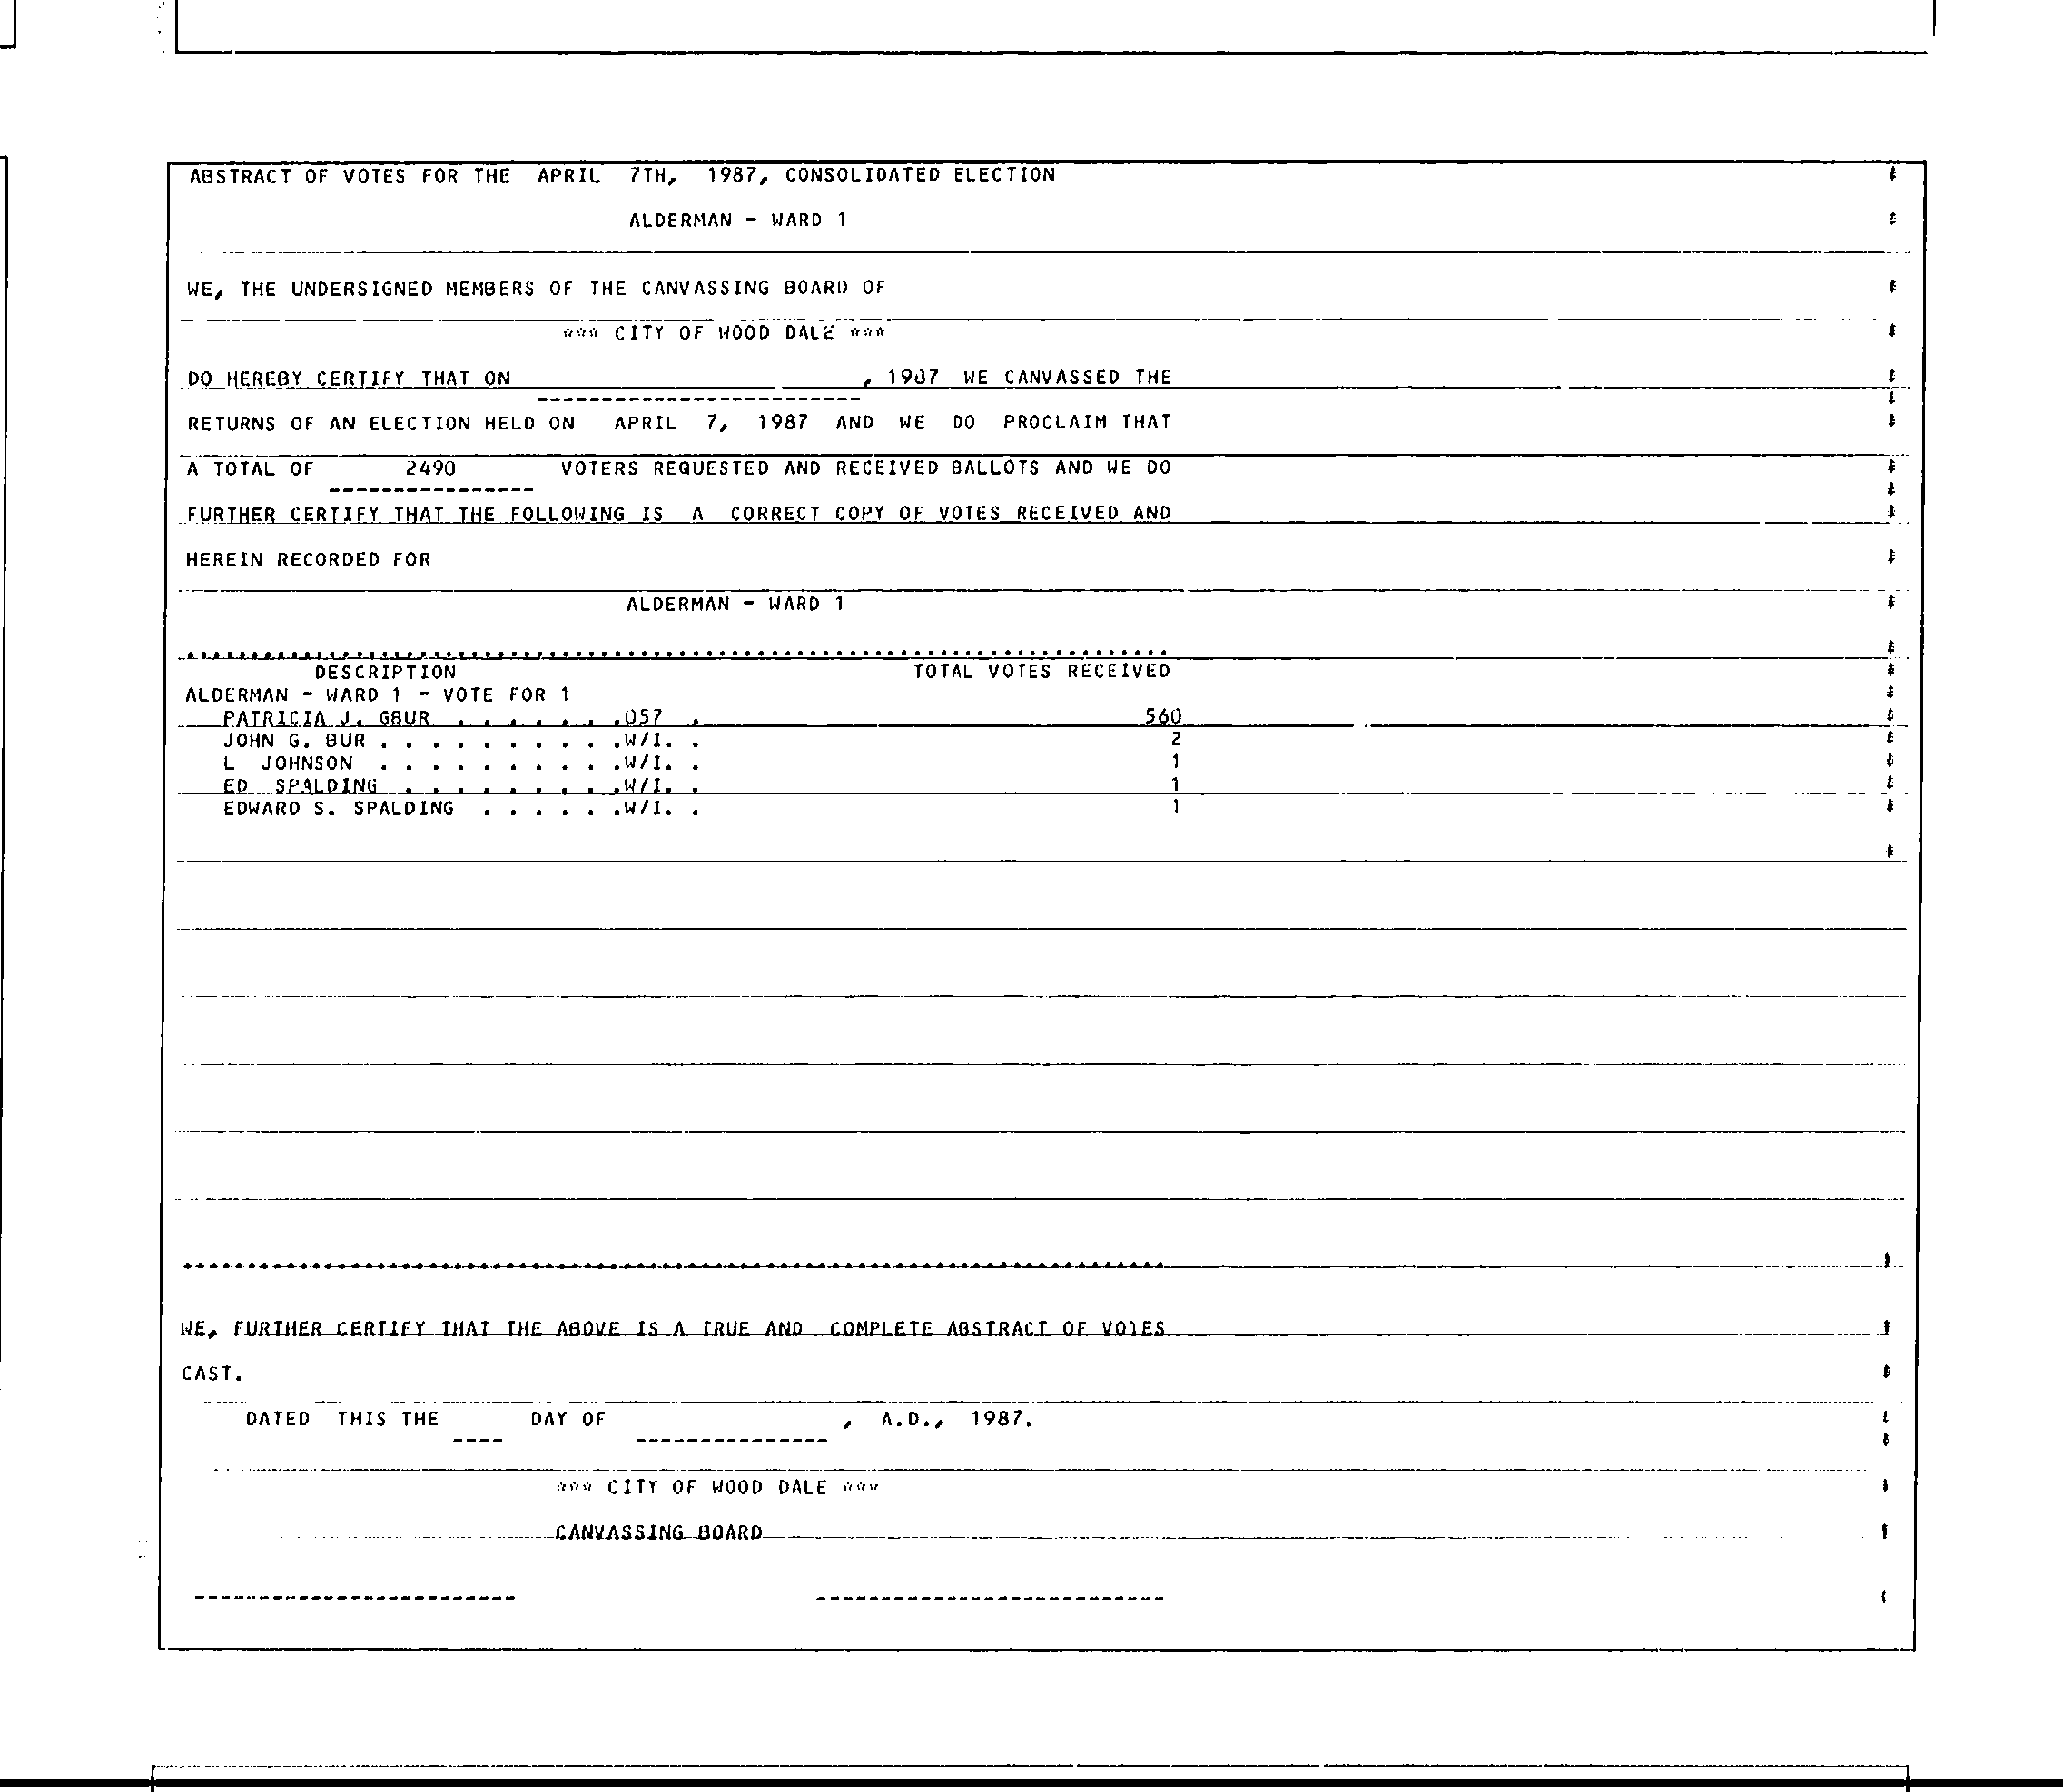 ABSTRACT OF VOTES FOR THE APRIL 7TH, 1987, CONSOLIDATED ELECTION
ALDERMAN - WARD 1
WE, THE UNDERSIGNED MEMBERS OF THE CANVASSING BOARD OF
*** CITY OF WOOD DALE ***
DO HEREBY CERTIFY THAT ON , 1987 WE CANVASSED THE
------------------------
RETURNS OF AN ELECTION HELD ON APRIL 7, 1987 AND WE DO PROCLAIM THAT
A TOTAL OF 2490 VOTERS REQUESTED AND RECEIVED BALLOTS AND WE DO
----------------
FURTHER CERTIFY THAT THE FOLLOWING IS A CORRECT COPY OF VOTES RECEIVED AND
HEREIN RECORDED FOR
ALDERMAN - WARD 1
DESCRIPTION TOTAL VOTES RECEIVED
ALDERMAN - WARD 1 - VOTE FOR 1
PATRICIA J. GBUR . . . . . . .057 . 560
JOHN G. BUR . . . . . . . . . .W/I. . 2
L JOHNSON . . . . . . . . . .W/I. . 1
ED SPALDING . . . . . . . . .W/I. . 1
EDWARD S. SPALDING . . . . . .W/I. . 1
WE, FURTHER CERTIFY THAT THE ABOVE IS A TRUE AND COMPLETE ABSTRACT OF VOTES
CAST.
DATED THIS THE DAY OF , A.D., 1987.
---- ---------------
*** CITY OF WOOD DALE ***
CANVASSING BOARD